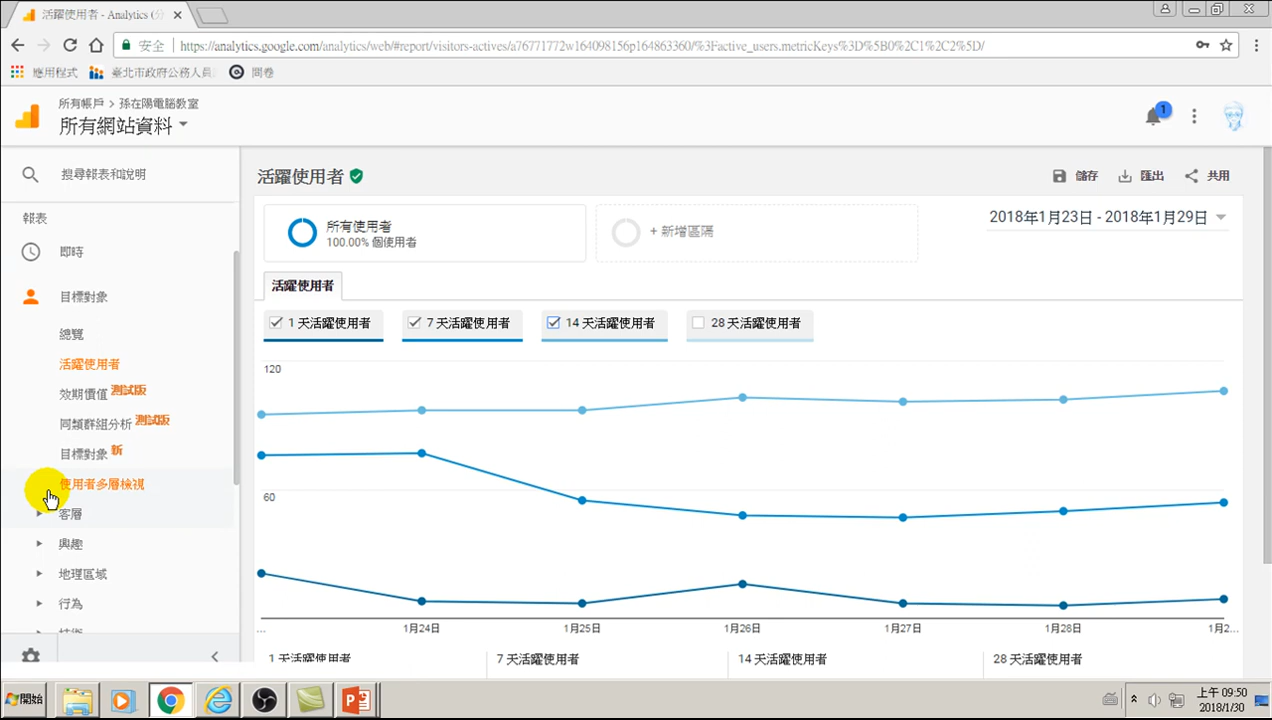 活躍使用者 - Analytics (分
安全 https://analytics.google.com/analytics/web/#report/visitors-actives/a76771772w164098156p164863360/%3Factive_users.metricKeys%3D%5B0%2C1%2C2%5D/
應用程式 臺北市政府公務人員 問卷
所有帳戶 > 孫在陽電腦教室
所有網站資料
1
搜尋報表和說明
報表
即時
目標對象
總覽
活躍使用者
效期價值 測試版
同類群組分析 測試版
目標對象 新
使用者多層檢視
客層
興趣
地理區域
行為
技術
活躍使用者
儲存 匯出 共用
所有使用者
100.00% 個使用者
+ 新增區隔
2018年1月23日 - 2018年1月29日
活躍使用者
1 天活躍使用者 7 天活躍使用者 14 天活躍使用者 28 天活躍使用者
120
60
... 1月24日 1月25日 1月26日 1月27日 1月28日 1月2...
1 天活躍使用者 7 天活躍使用者 14 天活躍使用者 28 天活躍使用者
開始
上午 09:50
2018/1/30